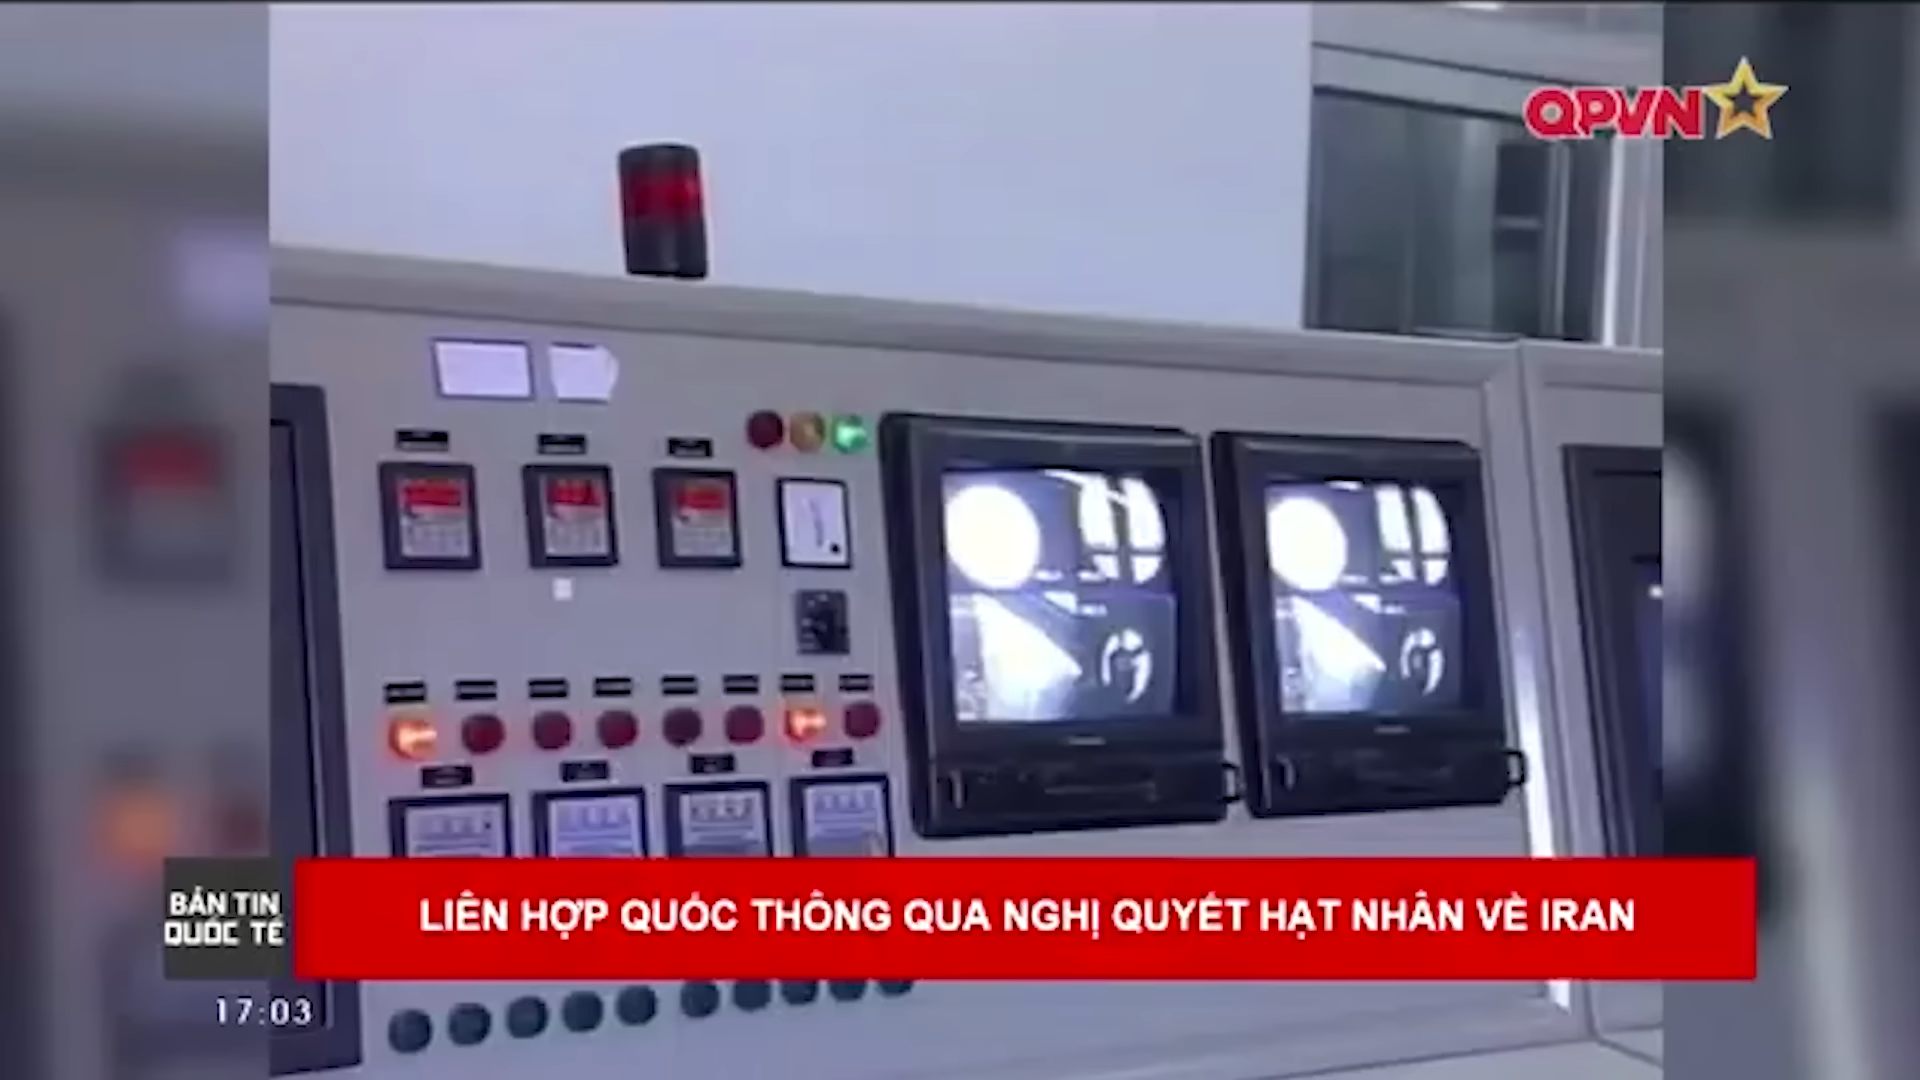 QPVN
BẢN TIN
QUỐC TẾ
LIÊN HỢP QUỐC THÔNG QUA NGHỊ QUYẾT HẠT NHÂN VỀ IRAN
17:03